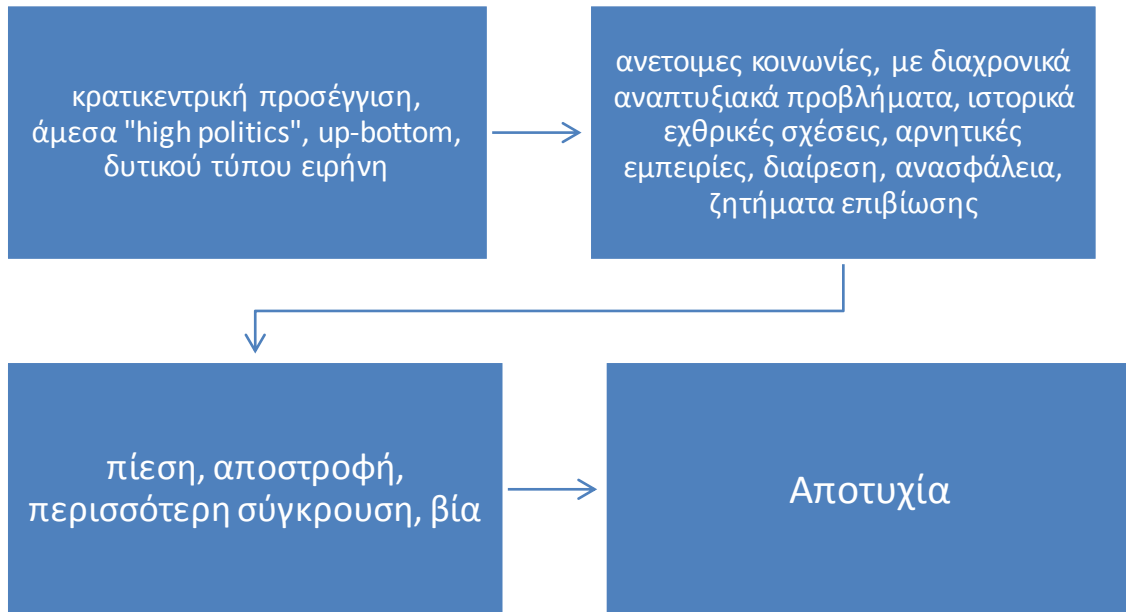 κρατικεντρική προσέγγιση,
άμεσα "high politics", up-bottom,
δυτικού τύπου ειρήνη
ανετοιμες κοινωνίες, με διαχρονικά
αναπτυξιακά προβλήματα, ιστορικά
εχθρικές σχέσεις, αρνητικές
εμπειρίες, διαίρεση, ανασφάλεια,
ζητήματα επιβίωσης
πίεση, αποστροφή,
περισσότερη σύγκρουση, βία
Αποτυχία